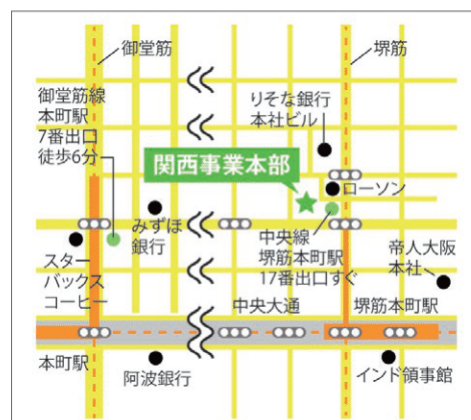 御堂筋
堺筋
御堂筋線
本町駅
7番出口
徒歩6分
りそな銀行
本社ビル
関西事業本部
ローソン
みずほ
銀行
中央線
堺筋本町駅
17番出口すぐ
スター
バックス
コーヒー
帝人大阪
本社
中央大通
堺筋本町駅
本町駅
阿波銀行
インド領事館